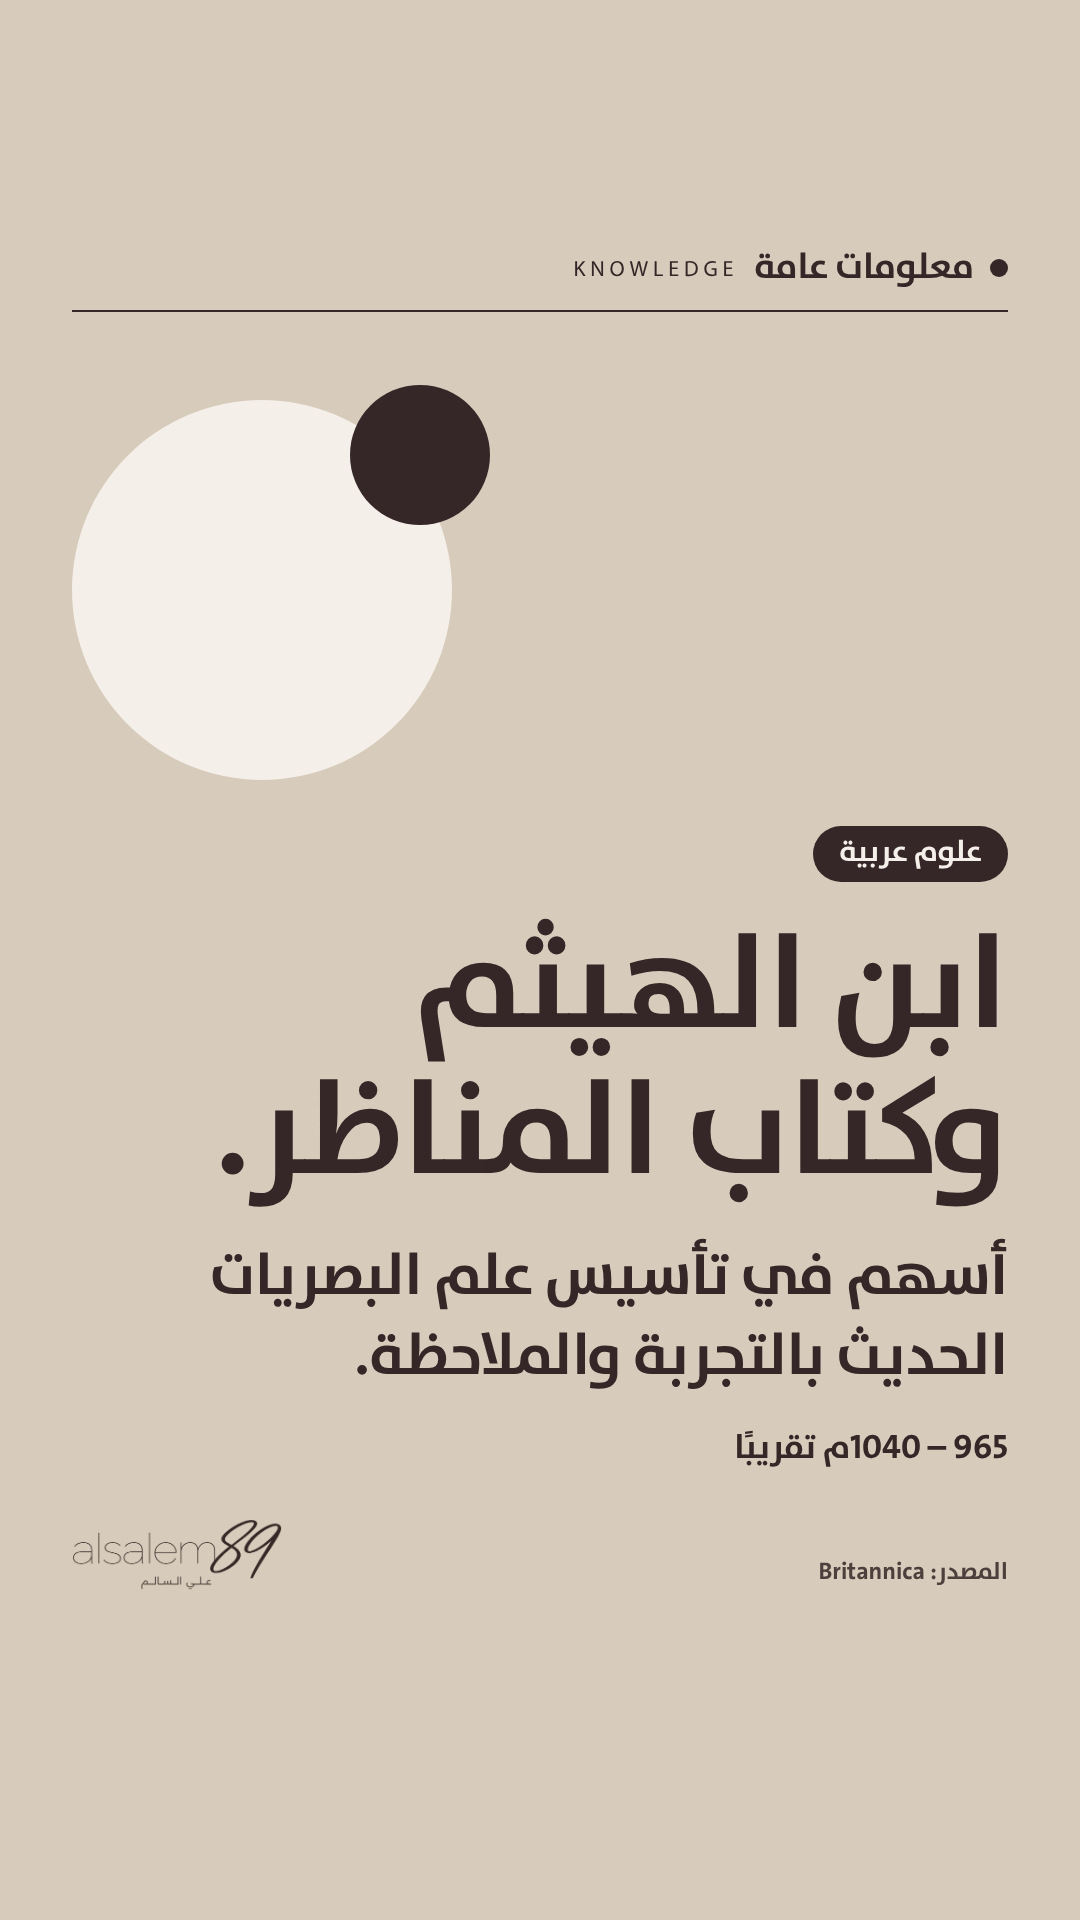 معلومات عامة KNOWLEDGE
علوم عربية
ابن الهيثم
وكتاب المناظر.
أسهم في تأسيس علم البصريات
الحديث بالتجربة والملاحظة.
965 – 1040م تقريبًا
المصدر: Britannica
alsalem89
علي السالم